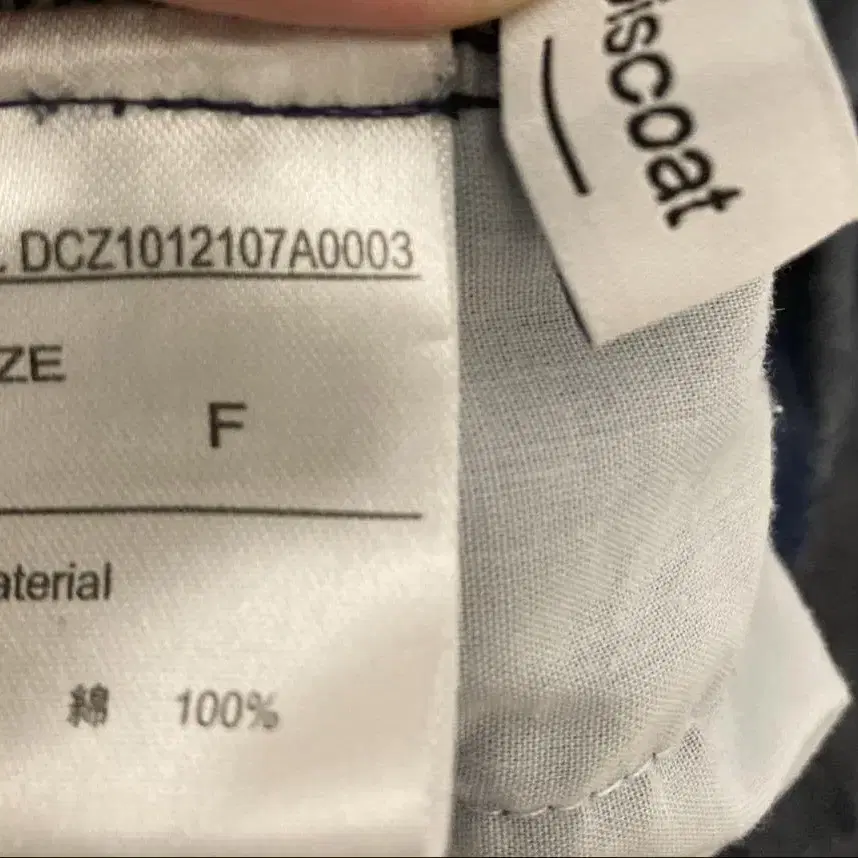 iscoat
. DCZ1012107A0003
ZE
F
aterial
綿 100%